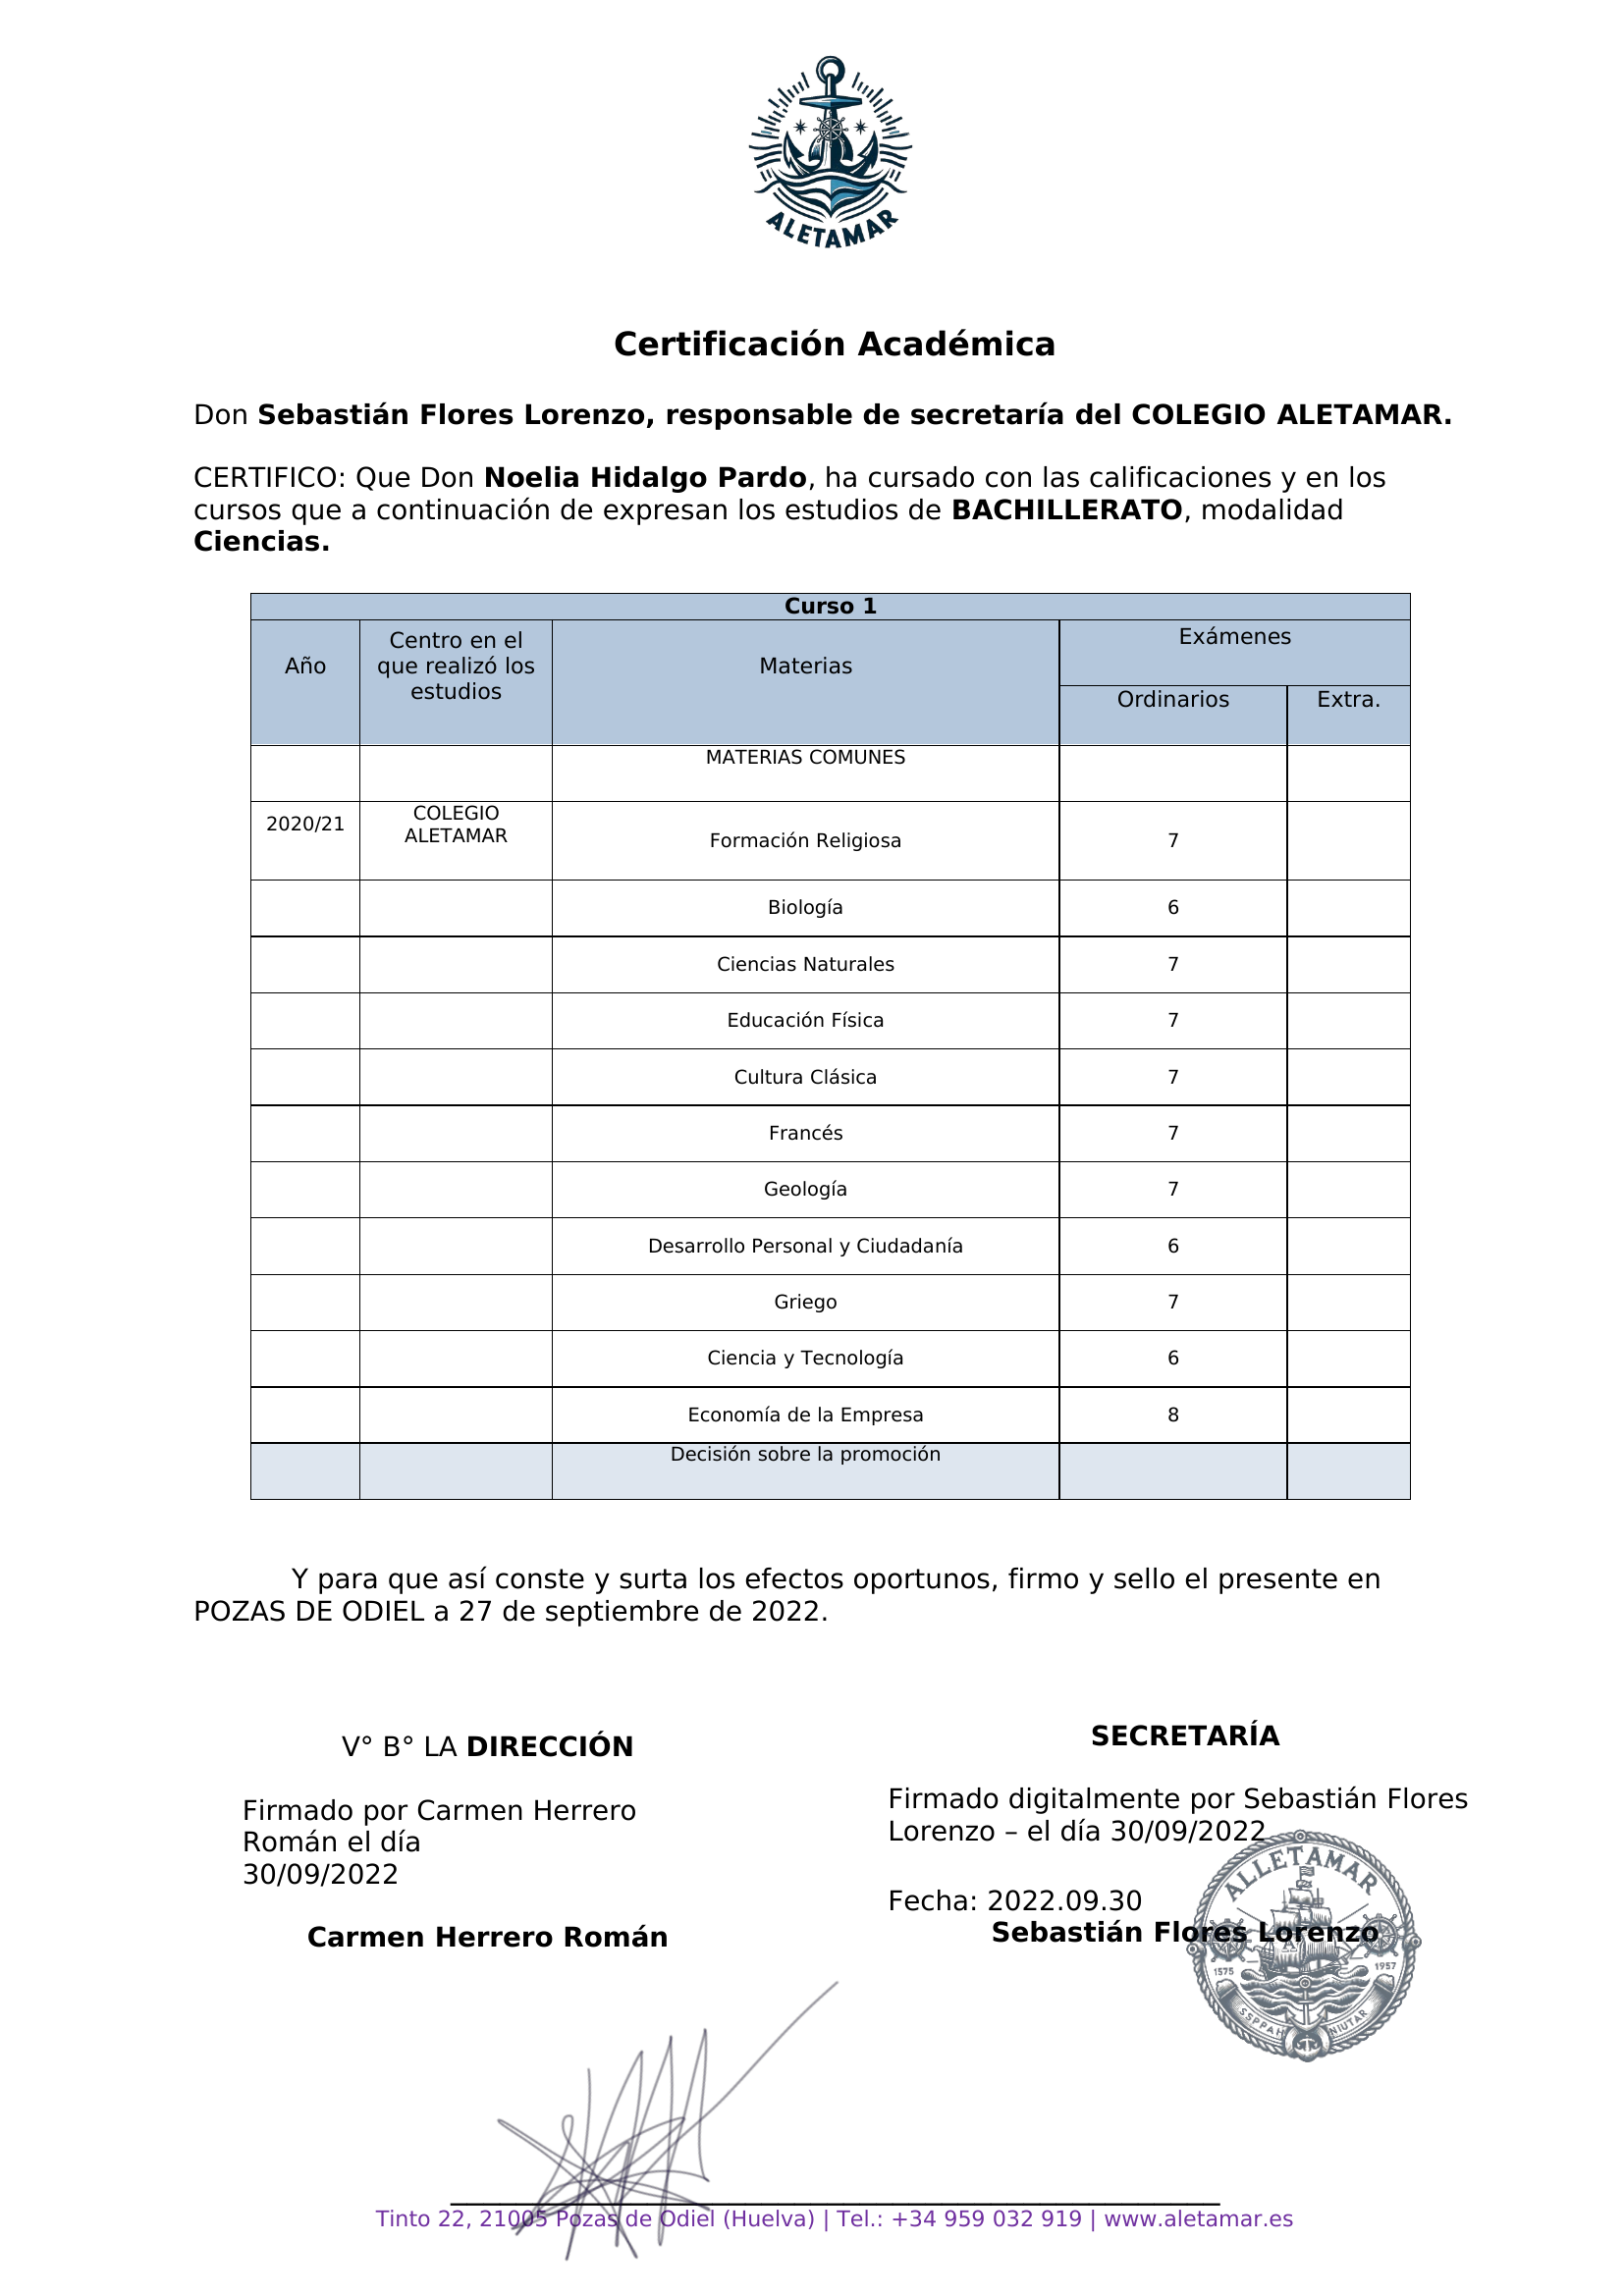 ALETAMAR
Certificación Académica
Don Sebastián Flores Lorenzo, responsable de secretaría del COLEGIO ALETAMAR.
CERTIFICO: Que Don Noelia Hidalgo Pardo, ha cursado con las calificaciones y en los
cursos que a continuación de expresan los estudios de BACHILLERATO, modalidad
Ciencias.
Curso 1
Año
Centro en el
que realizó los
estudios
Materias
Exámenes
Ordinarios
Extra.
MATERIAS COMUNES
2020/21
COLEGIO
ALETAMAR
Formación Religiosa
7
Biología
6
Ciencias Naturales
7
Educación Física
7
Cultura Clásica
7
Francés
7
Geología
7
Desarrollo Personal y Ciudadanía
6
Griego
7
Ciencia y Tecnología
6
Economía de la Empresa
8
Decisión sobre la promoción
Y para que así conste y surta los efectos oportunos, firmo y sello el presente en
POZAS DE ODIEL a 27 de septiembre de 2022.
V° B° LA DIRECCIÓN
Firmado por Carmen Herrero
Román el día
30/09/2022
Carmen Herrero Román
SECRETARÍA
Firmado digitalmente por Sebastián Flores
Lorenzo – el día 30/09/2022
Fecha: 2022.09.30
Sebastián Flores Lorenzo
ALLETAMAR
1575
1957
SSPPAH
NIUTAR
Tinto 22, 21005 Pozas de Odiel (Huelva) | Tel.: +34 959 032 919 | www.aletamar.es